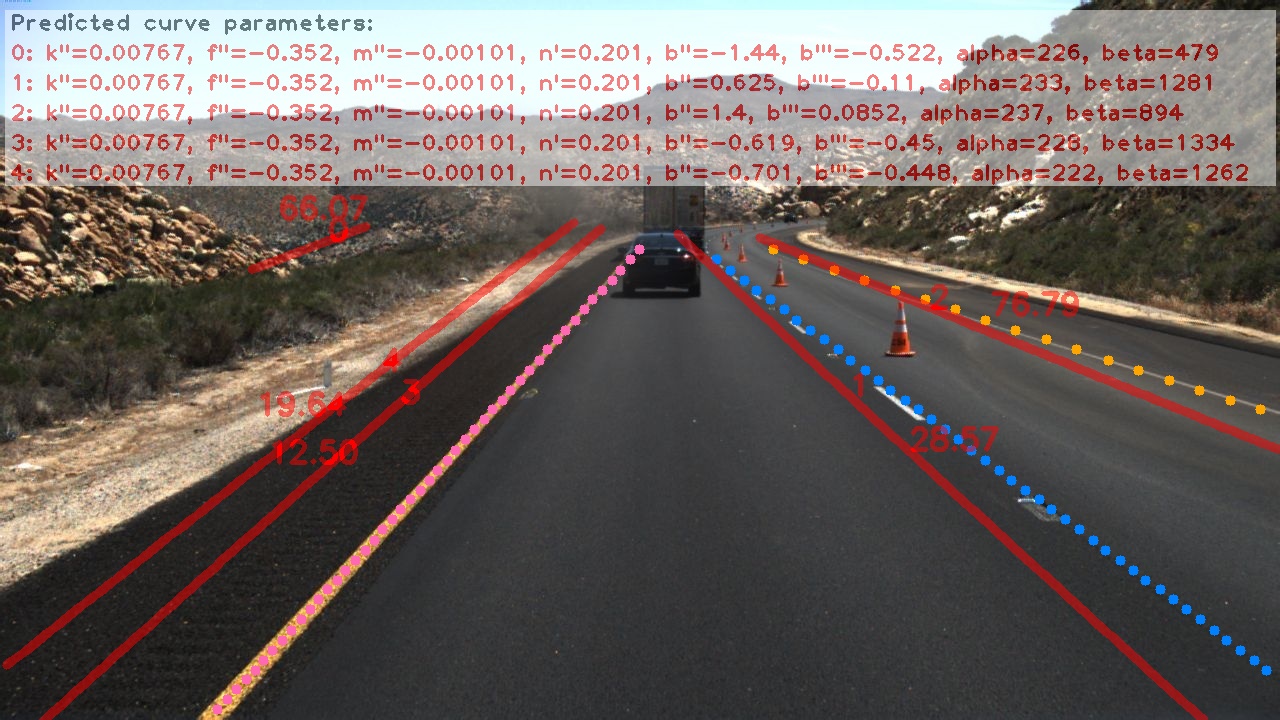 Predicted curve parameters:
0: k''=0.00767, f''=−0.352, m''=−0.00101, n'=0.201, b''=−1.44, b'''=−0.522, alpha=226, beta=479
1: k''=0.00767, f''=−0.352, m''=−0.00101, n'=0.201, b''=0.625, b'''=−0.11, alpha=233, beta=1281
2: k''=0.00767, f''=−0.352, m''=−0.00101, n'=0.201, b''=1.4, b'''=0.0852, alpha=237, beta=894
3: k''=0.00767, f''=−0.352, m''=−0.00101, n'=0.201, b''=−0.619, b'''=−0.45, alpha=228, beta=1334
4: k''=0.00767, f''=−0.352, m''=−0.00101, n'=0.201, b''=−0.701, b'''=−0.448, alpha=222, beta=1262
66.07
0
2 76.79
4
1
3
19.64
28.57
12.50